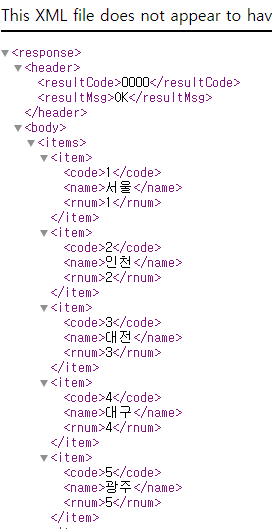 This XML file does not appear to hav
▼<response>
▼<header>
<resultCode>0000</resultCode>
<resultMsg>OK</resultMsg>
</header>
▼<body>
▼<items>
▼<item>
<code>1</code>
<name>서울</name>
<rnum>1</rnum>
</item>
▼<item>
<code>2</code>
<name>인천</name>
<rnum>2</rnum>
</item>
▼<item>
<code>3</code>
<name>대전</name>
<rnum>3</rnum>
</item>
▼<item>
<code>4</code>
<name>대구</name>
<rnum>4</rnum>
</item>
▼<item>
<code>5</code>
<name>광주</name>
<rnum>5</rnum>